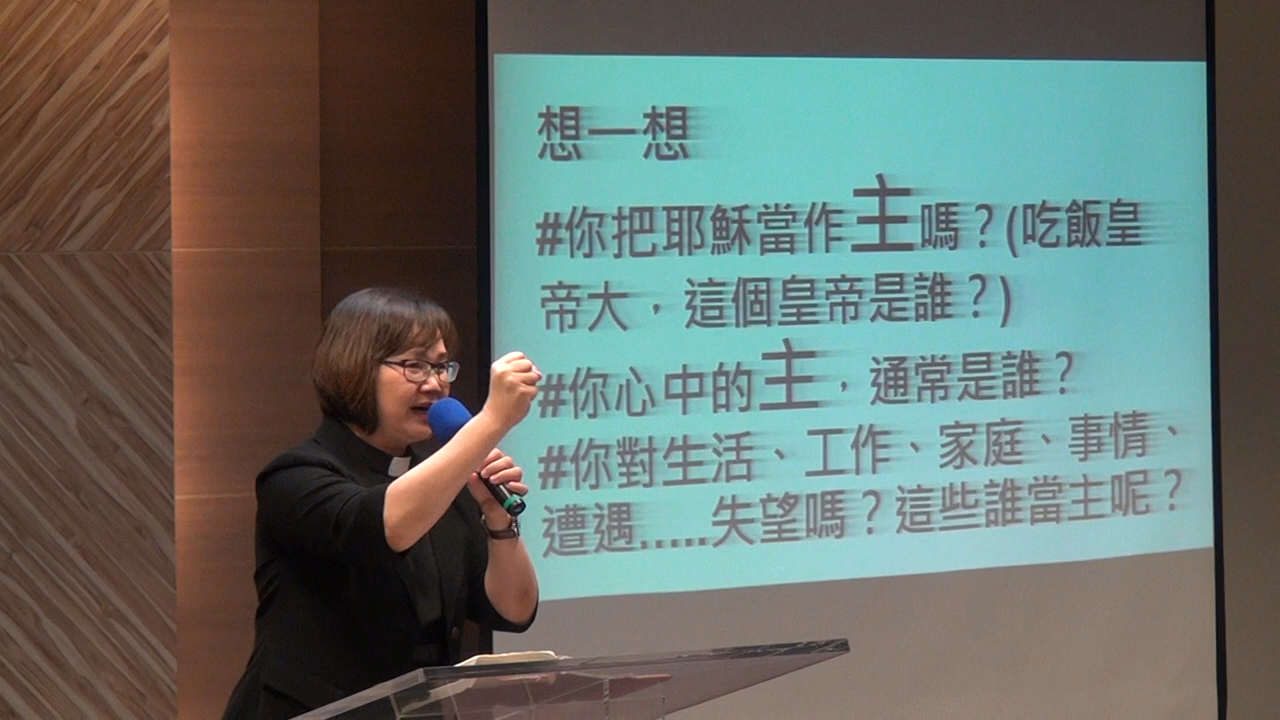 想一想
#你把耶穌當作主嗎？(吃飯皇
帝大，這個皇帝是誰？)
#你心中的主，通常是誰？
#你對生活、工作、家庭、事情、
遭遇.....失望嗎？這些誰當主呢？